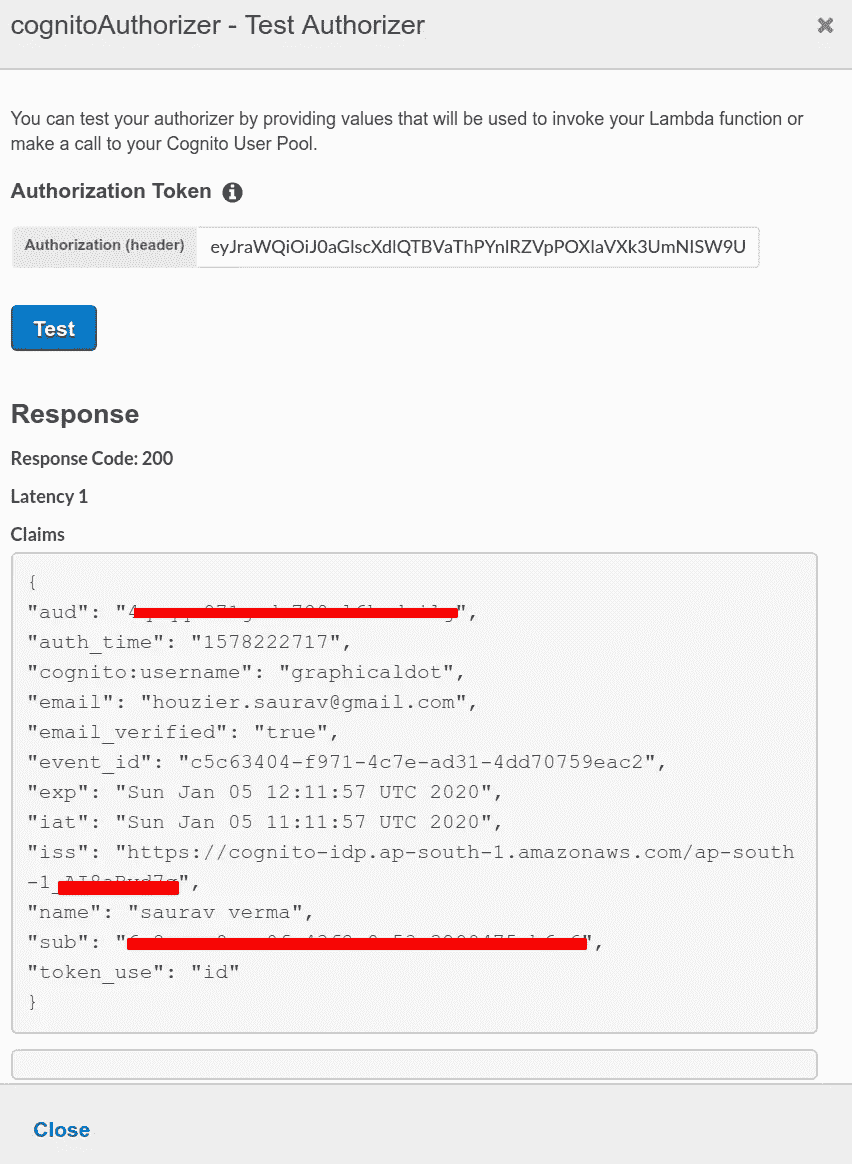 cognitoAuthorizer - Test Authorizer
You can test your authorizer by providing values that will be used to invoke your Lambda function or
make a call to your Cognito User Pool.
Authorization Token
Authorization (header) eyJraWQiOiJ0aGlscXdlQTBVaThPYnlRZVpPOXlaVXk3UmNlSW9U
Test
Response
Response Code: 200
Latency 1
Claims
{
"aud": "
",
"auth_time": "1578222717",
"cognito:username": "graphicaldot",
"email": "houzier.saurav@gmail.com",
"email_verified": "true",
"event_id": "c5c63404-f971-4c7e-ad31-4dd70759eac2",
"exp": "Sun Jan 05 12:11:57 UTC 2020",
"iat": "Sun Jan 05 11:11:57 UTC 2020",
"iss": "https://cognito-idp.ap-south-1.amazonaws.com/ap-south
-1_ ",
"name": "saurav verma",
"sub": " ",
"token_use": "id"
}
Close